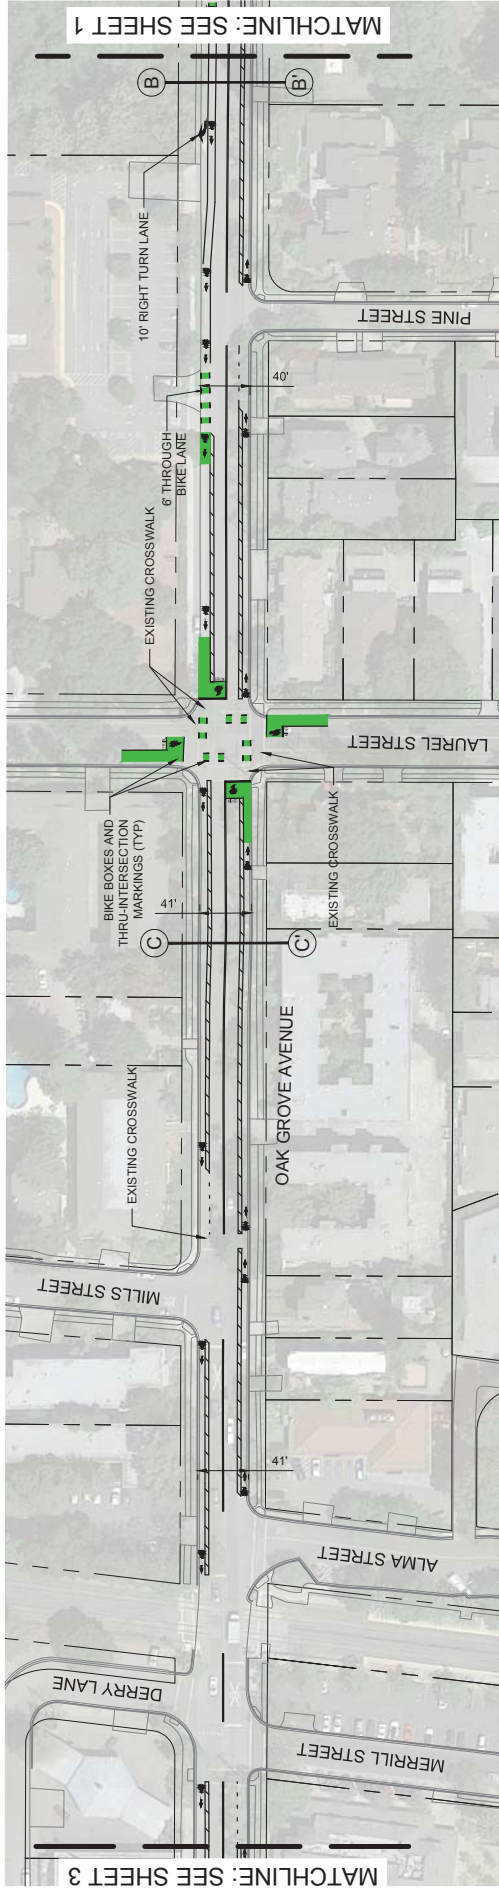 MATCHLINE: SEE SHEET 1
B
B'
10' RIGHT TURN LANE
PINE STREET
40'
6' THROUGH
BIKE LANE
EXISTING CROSSWALK
LAUREL STREET
BIKE BOXES AND
THRU-INTERSECTION
MARKINGS (TYP)
EXISTING CROSSWALK
41'
C
C'
OAK GROVE AVENUE
EXISTING CROSSWALK
MILLS STREET
41'
ALMA STREET
DERRY LANE
MERRILL STREET
MATCHLINE: SEE SHEET 3